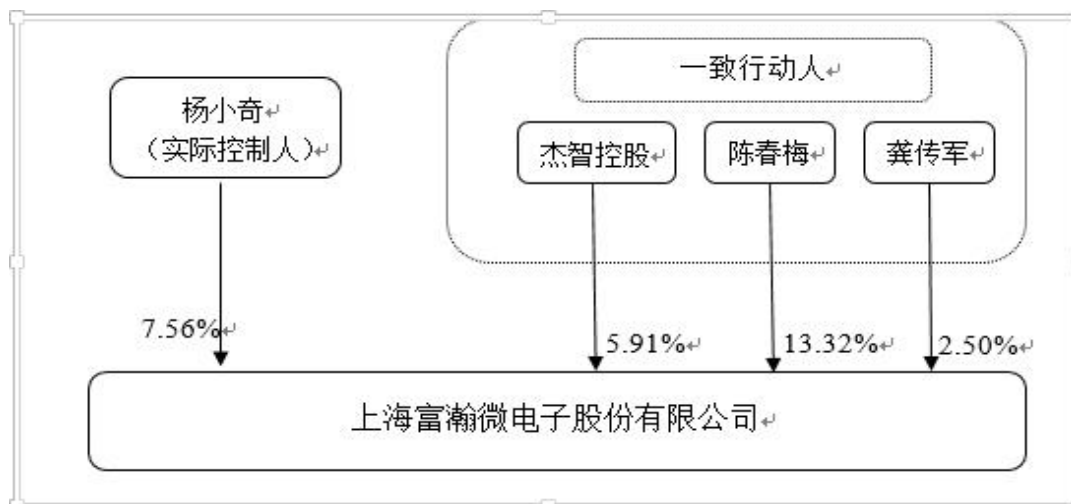 一致行动人
杨小奇
（实际控制人）
杰智控股
陈春梅
龚传军
7.56%
5.91%
13.32%
2.50%
上海富瀚微电子股份有限公司